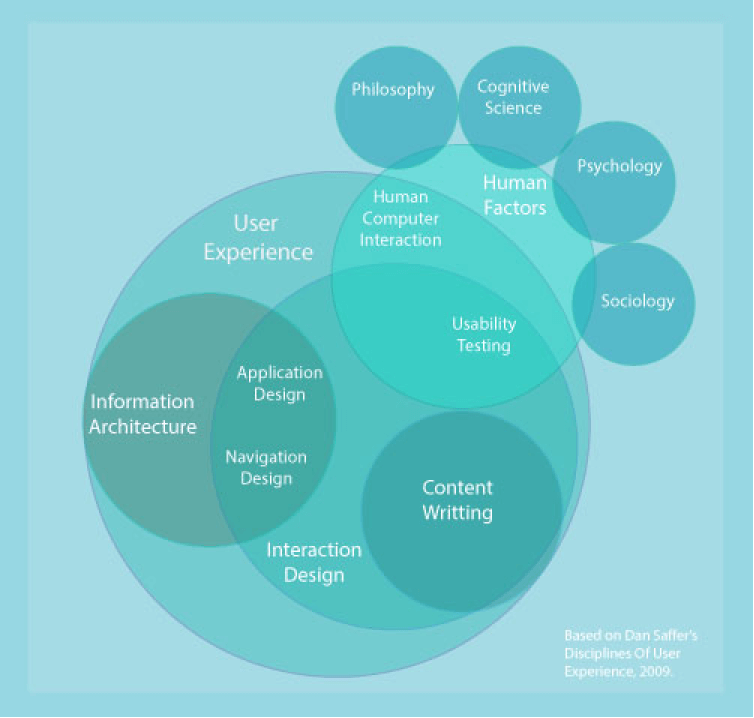 Philosophy
Cognitive
Science
Psychology
Human
Factors
Human
Computer
Interaction
User
Experience
Sociology
Usability
Testing
Application
Design
Information
Architecture
Navigation
Design
Content
Writting
Interaction
Design
Based on Dan Saffer's
Disciplines Of User
Experience, 2009.